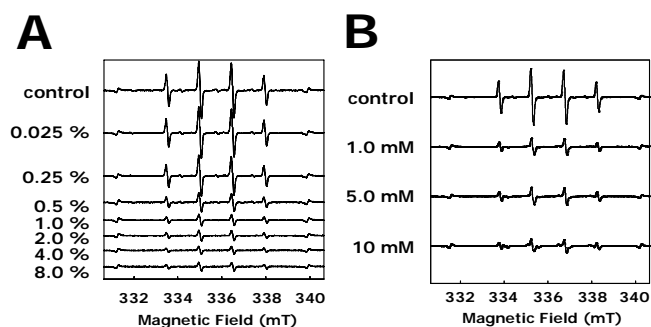 A
control
0.025 %
0.25 %
0.5 %
1.0 %
2.0 %
4.0 %
8.0 %
332 334 336 338 340
Magnetic Field (mT)
B
control
1.0 mM
5.0 mM
10 mM
332 334 336 338 340
Magnetic Field (mT)